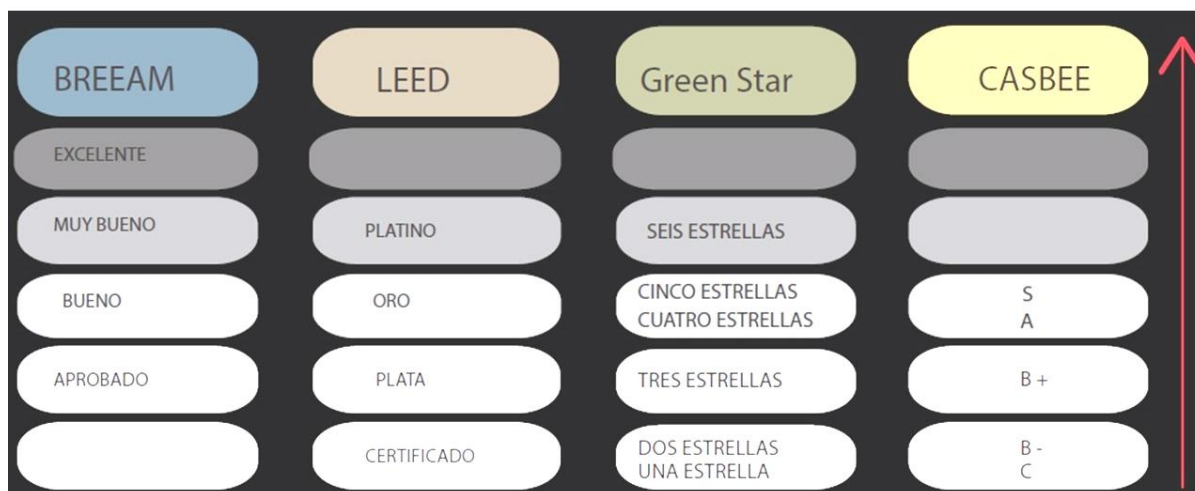 BREEAM LEED Green Star CASBEE
EXCELENTE
MUY BUENO PLATINO SEIS ESTRELLAS
BUENO ORO CINCO ESTRELLAS S
CUATRO ESTRELLAS A
APROBADO PLATA TRES ESTRELLAS B +
CERTIFICADO DOS ESTRELLAS B -
UNA ESTRELLA C